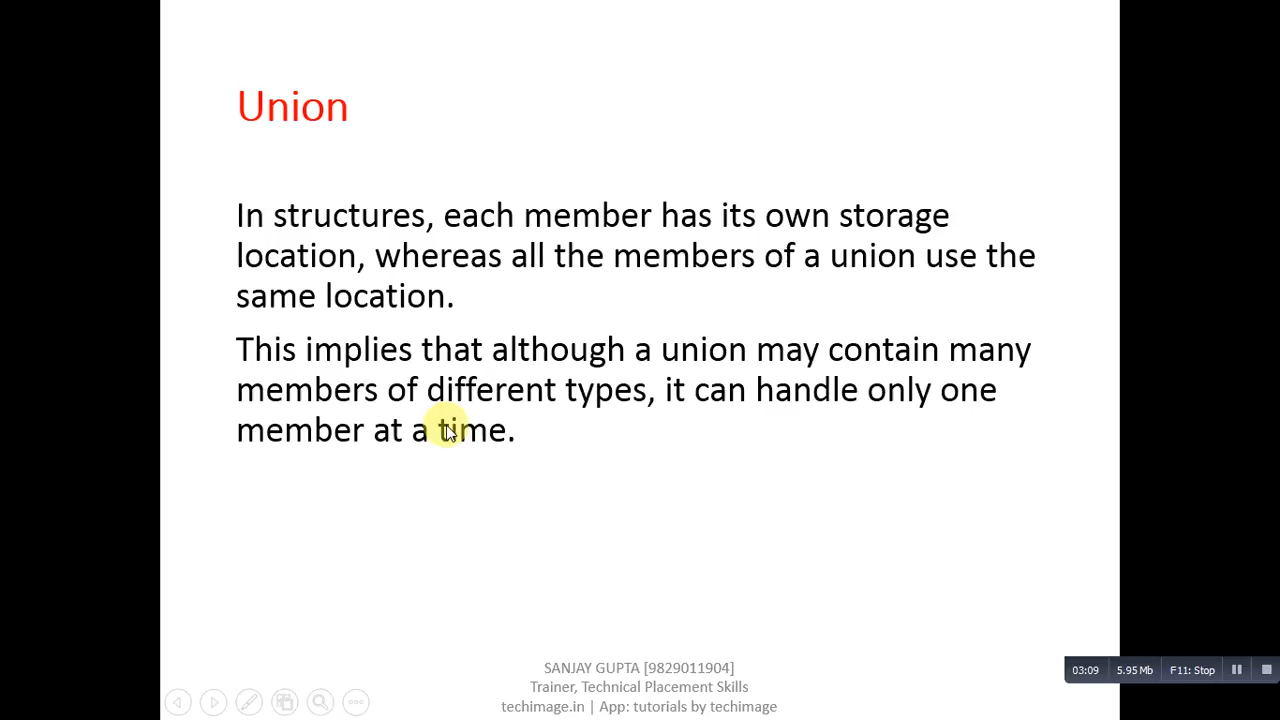 Union
In structures, each member has its own storage
location, whereas all the members of a union use the
same location.
This implies that although a union may contain many
members of different types, it can handle only one
member at a time.
SANJAY GUPTA [9829011904]
Trainer, Technical Placement Skills
techimage.in | App: tutorials by techimage
03:09 5.95 Mb F11: Stop